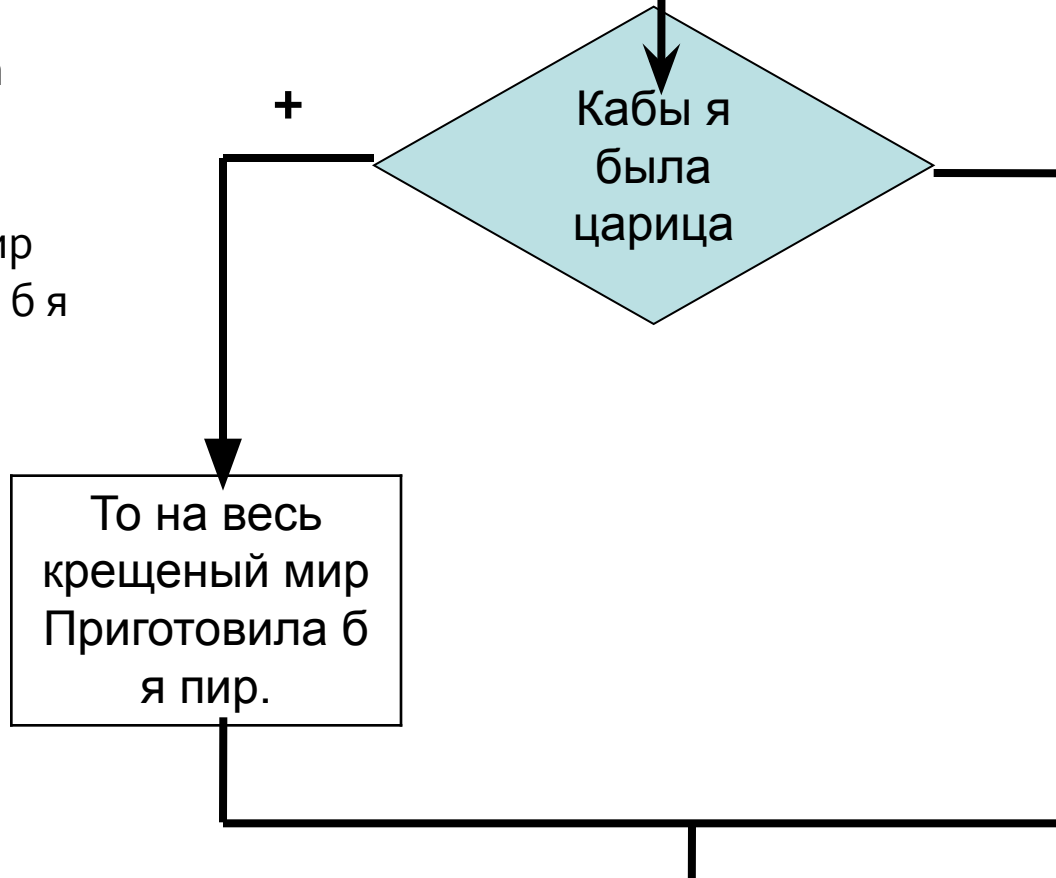 +
Кабы я
была
царица
б я
То на весь
крещеный мир
Приготовила б
я пир.